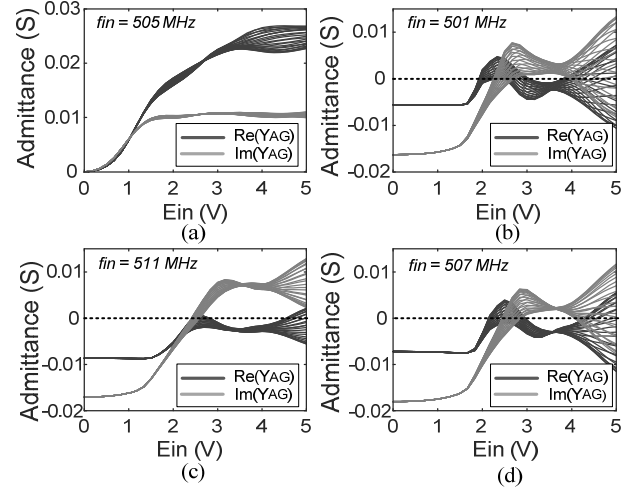 fin = 505 MHz
Admittance (S)
0.03
0.02
0.01
0
0 1 2 3 4 5
Re(YAG)
Im(YAG)
Ein (V)
(a)
fin = 501 MHz
Admittance (S)
0.01
0
-0.01
-0.02
0 1 2 3 4 5
Re(YAG)
Im(YAG)
Ein (V)
(b)
fin = 511 MHz
Admittance (S)
0.01
0
-0.01
-0.02
0 1 2 3 4 5
Re(YAG)
Im(YAG)
Ein (V)
(c)
fin = 507 MHz
Admittance (S)
0.01
0
-0.01
-0.02
0 1 2 3 4 5
Re(YAG)
Im(YAG)
Ein (V)
(d)